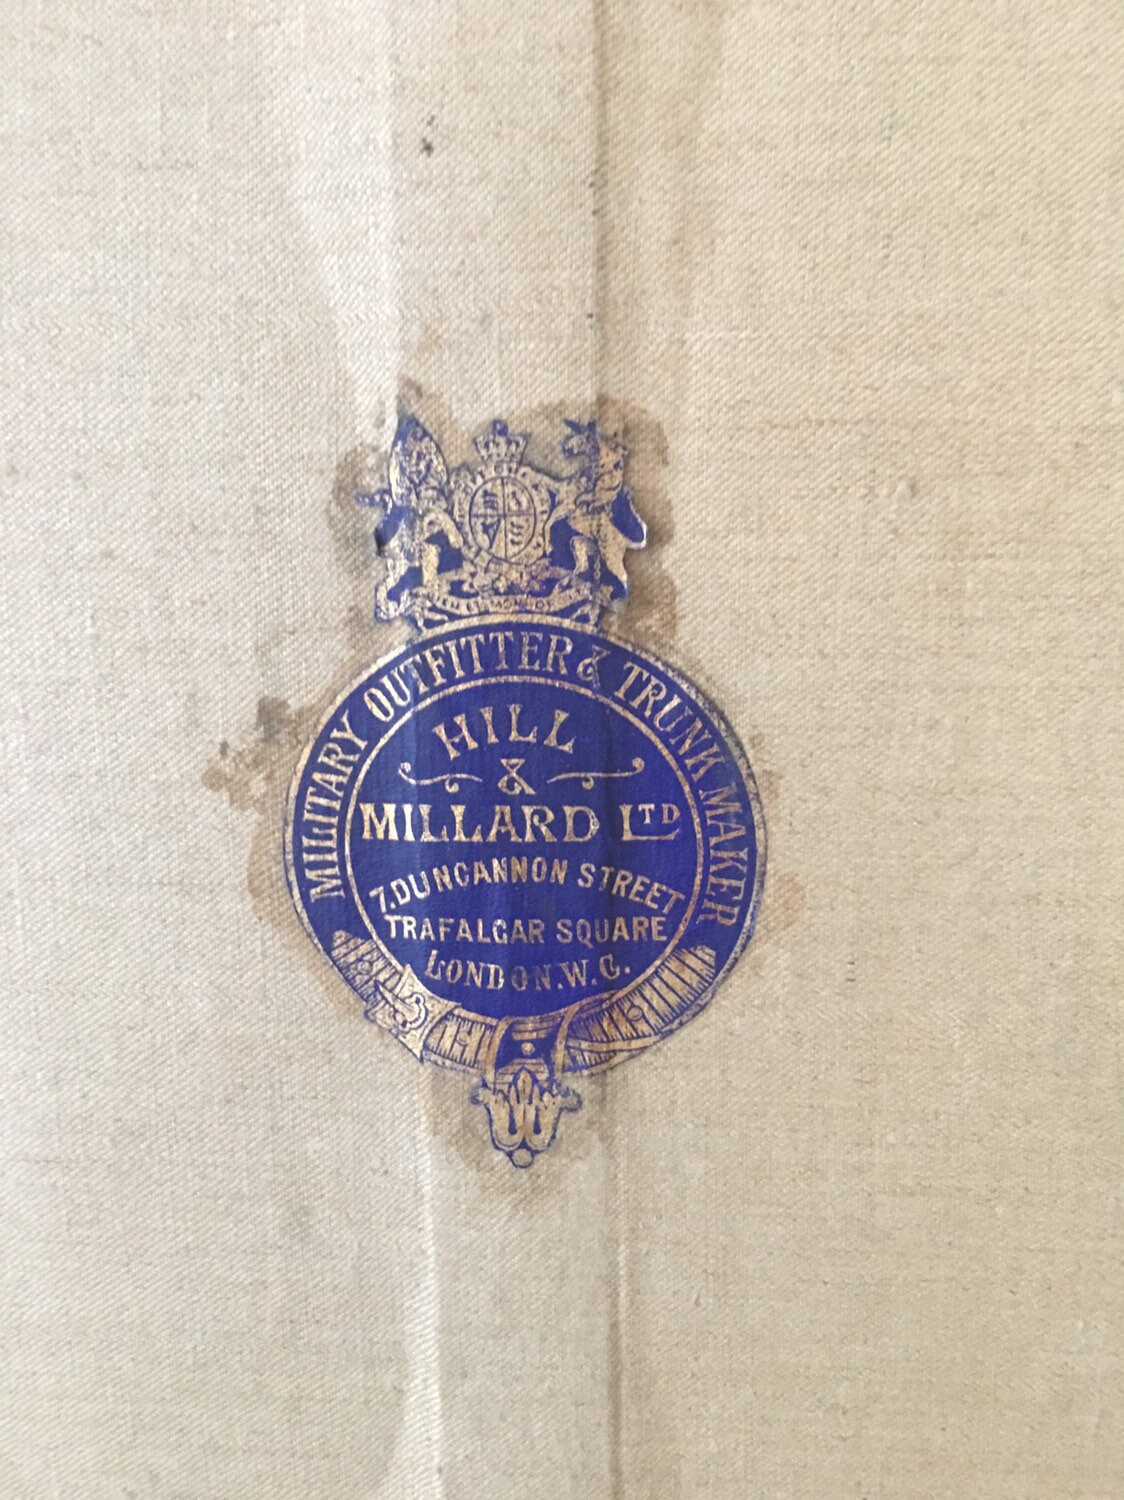 MILITARY OUTFITTER & TRUNK MAKER
HILL
&
MILLARD LTD
7. DUNCANNON STREET
TRAFALGAR SQUARE
LONDON. W. C.